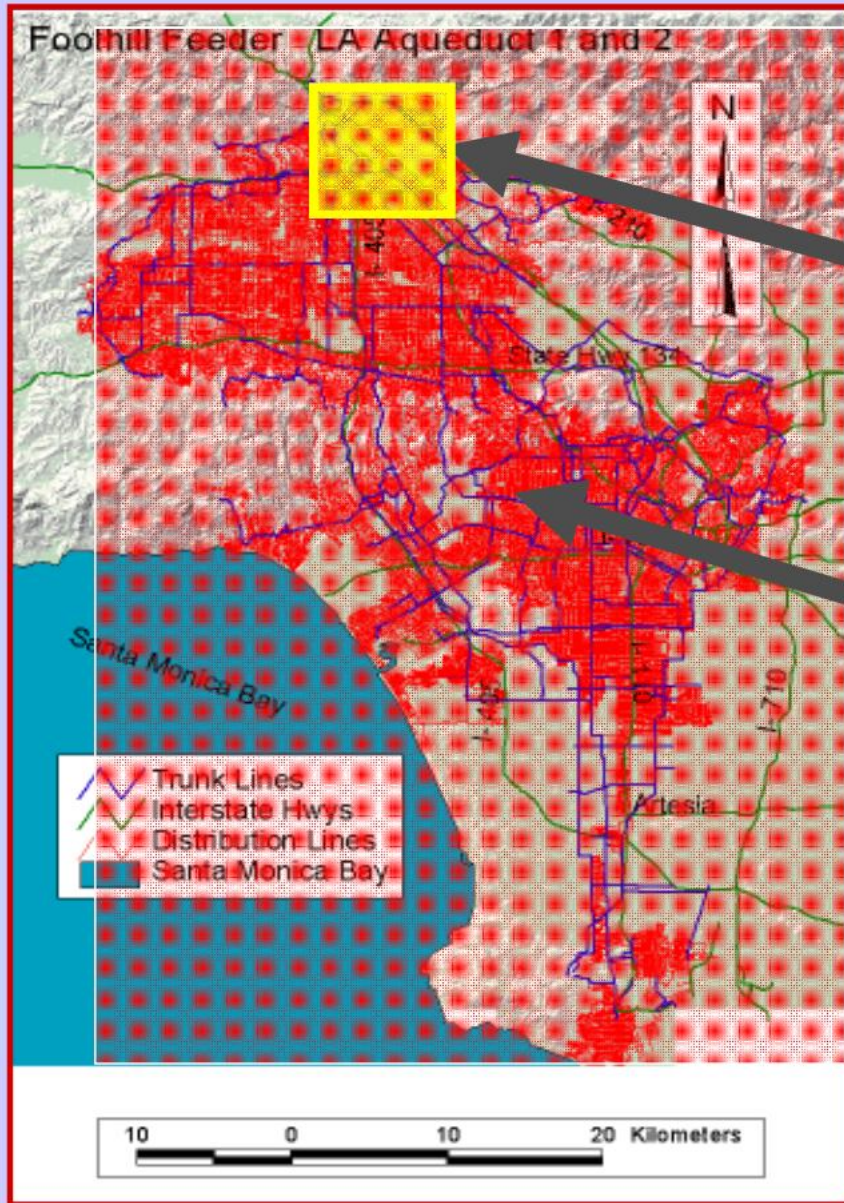 Foothill Feeder LA Aqueduct 1 and 2
N
I-210
I-405
State Hwy 134
Santa Monica Bay
I-405
I-110
I-710
Trunk Lines
Interstate Hwys
Distribution Lines
Santa Monica Bay
Artesia
10 0 10 20 Kilometers